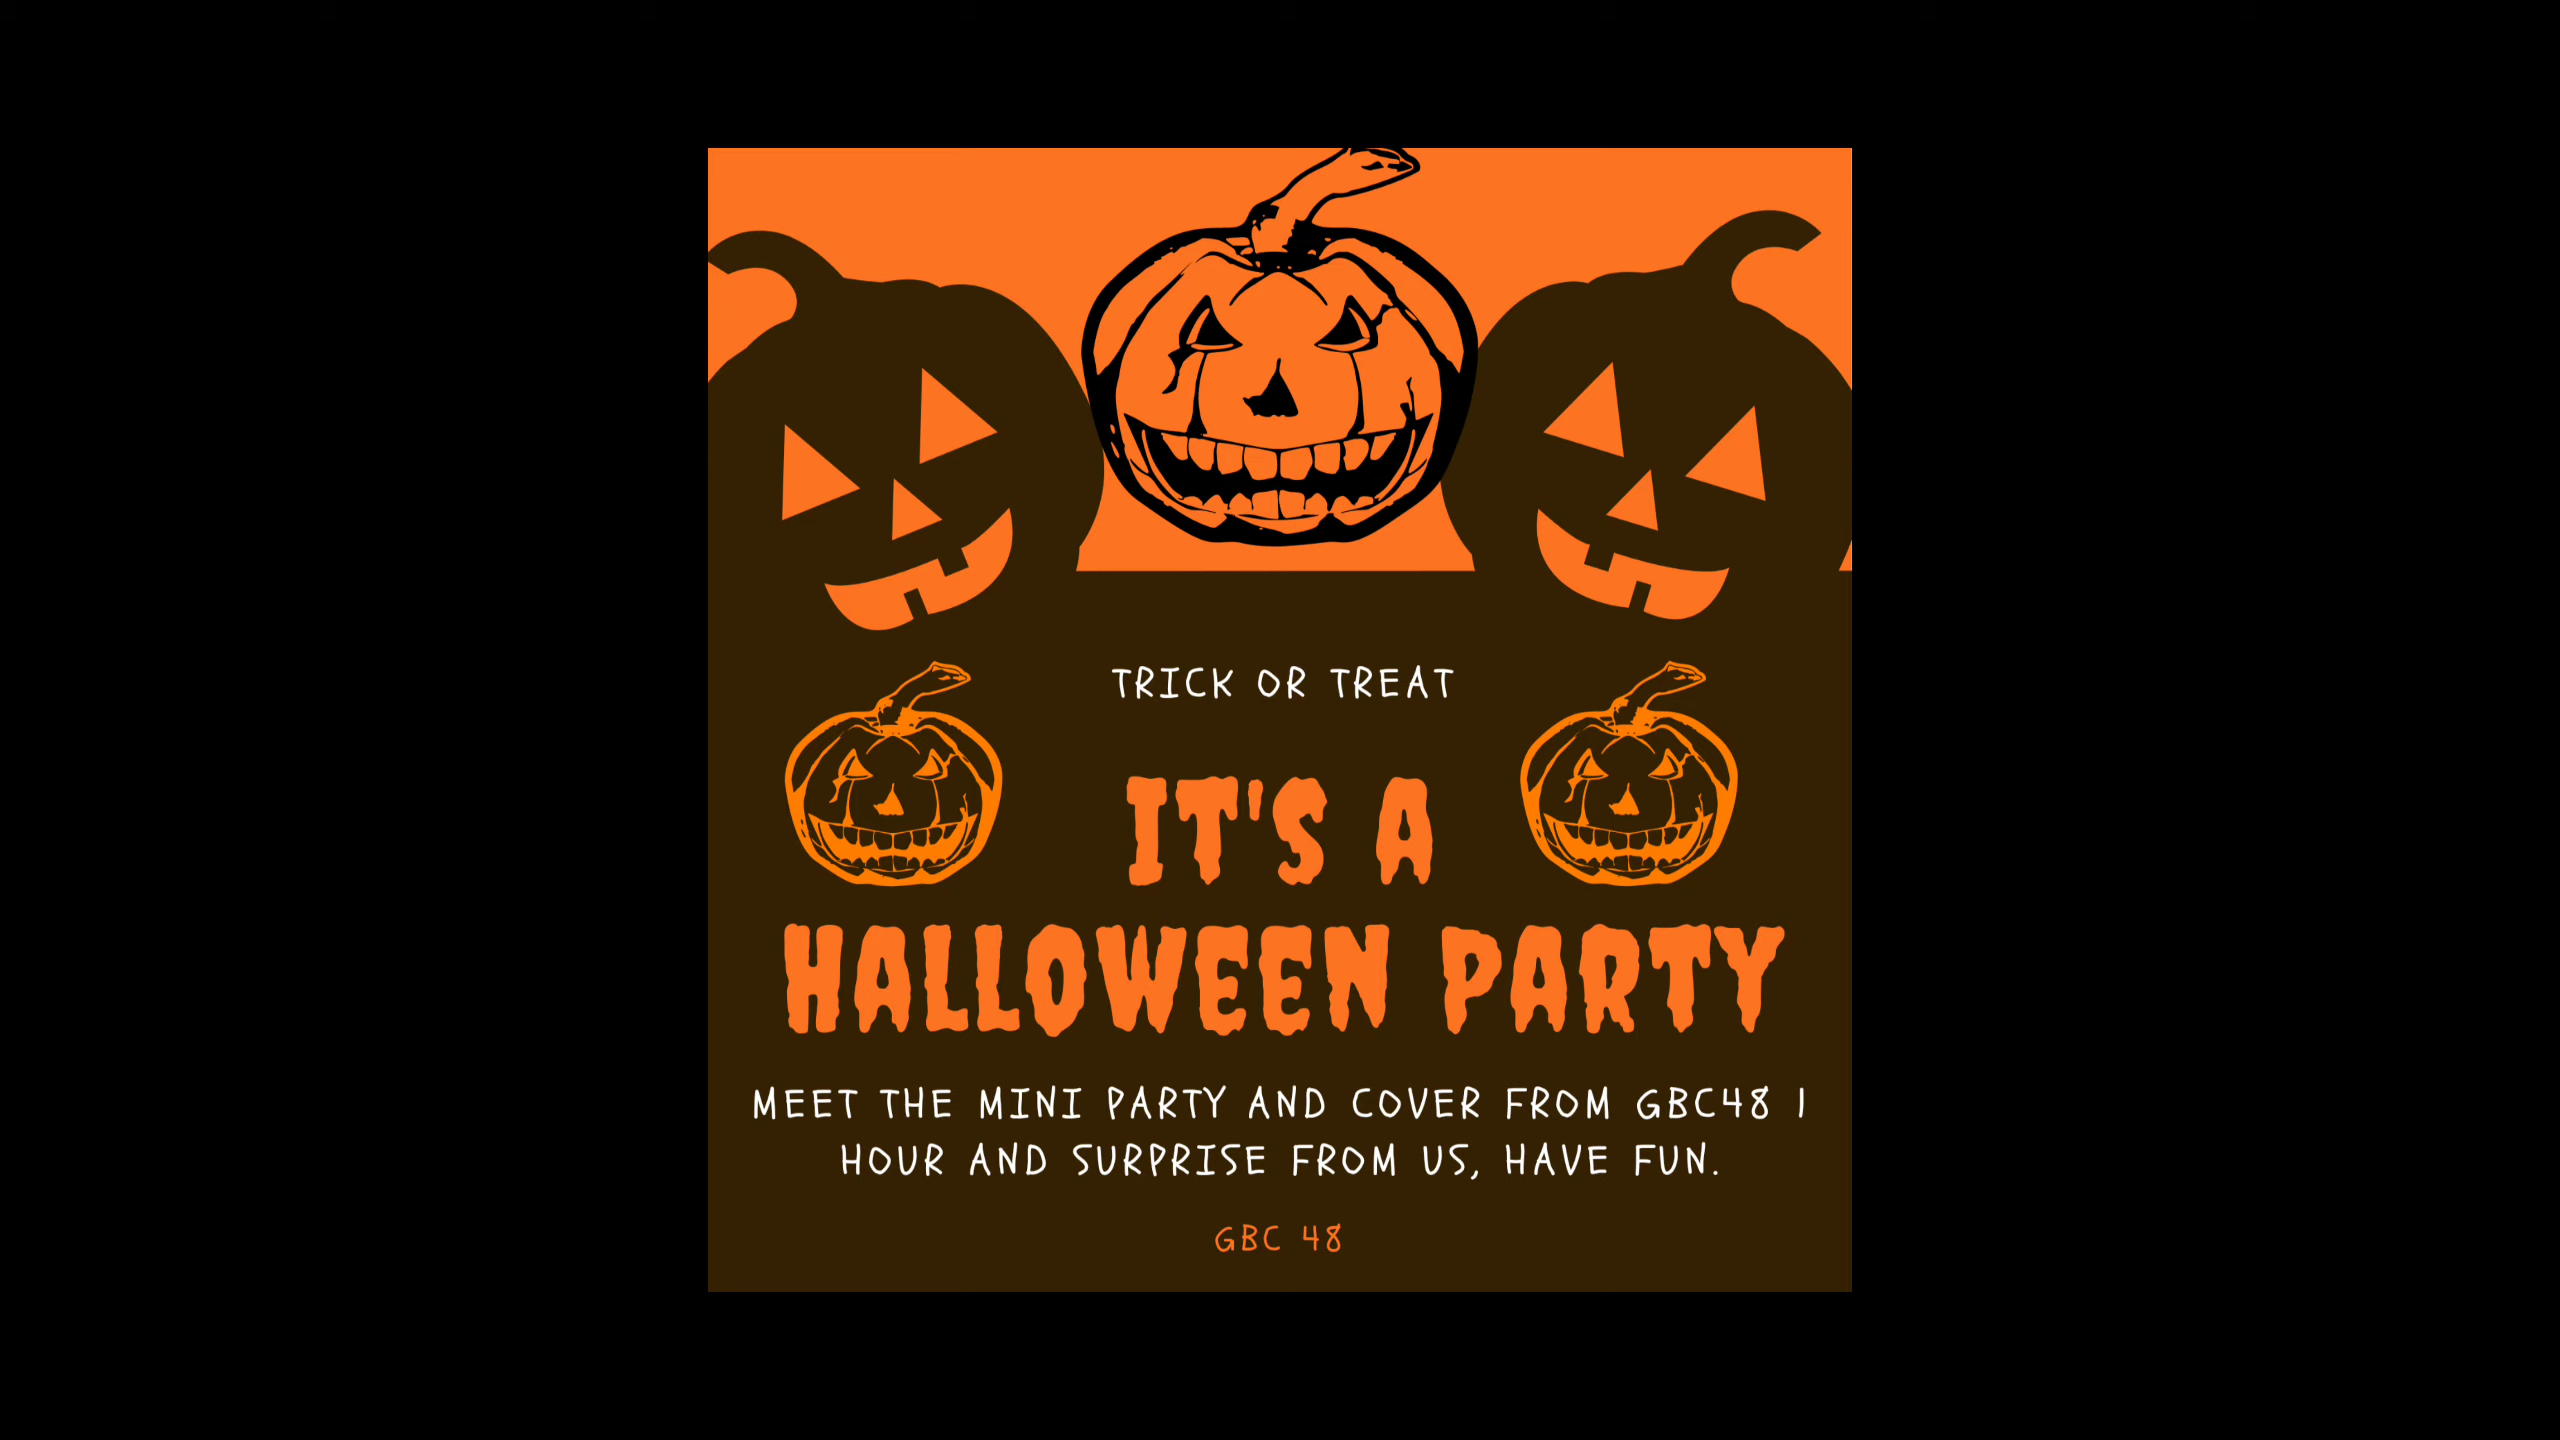 TRICK OR TREAT
IT'S A
HALLOWEEN PARTY
MEET THE MINI PARTY AND COVER FROM GBC48 1
HOUR AND SURPRISE FROM US, HAVE FUN.
GBC 48